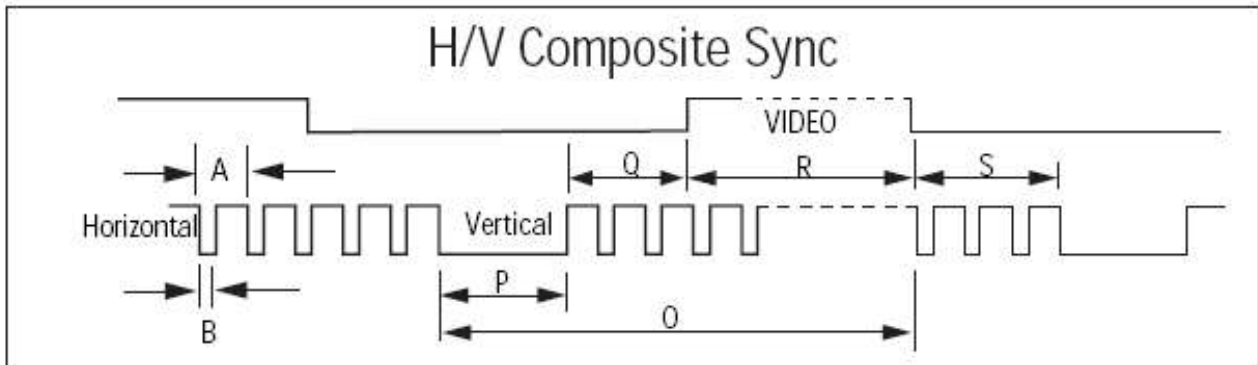 H/V Composite Sync
VIDEO
A
Q
R
S
Horizontal
Vertical
P
B
O